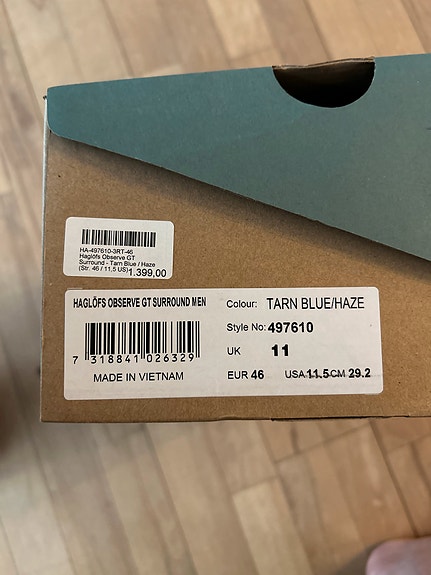 HA-497610-3RT-46
Haglöfs Observe GT
Surround - Tarn Blue / Haze
(Str. 46 / 11,5 US) 1.399,00
HAGLÖFS OBSERVE GT SURROUND MEN
Colour: TARN BLUE/HAZE
Style No: 497610
7 318841 026329
UK 11
MADE IN VIETNAM
EUR 46 USA 11.5 CM 29.2